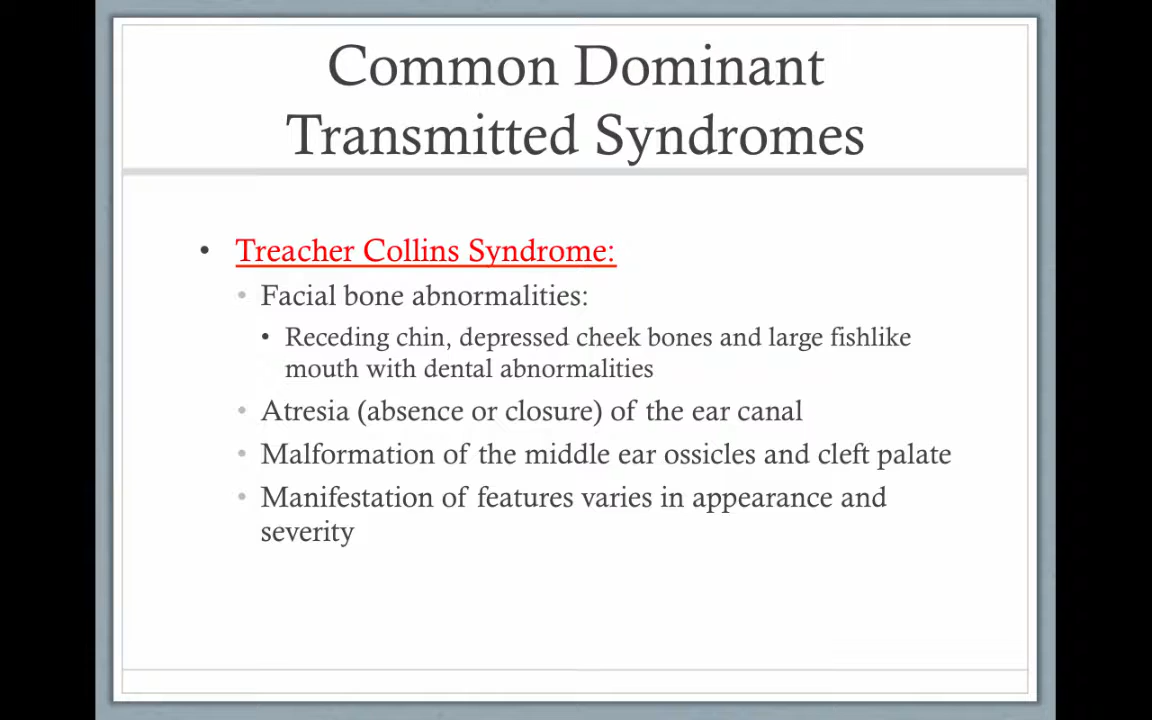 Common Dominant
Transmitted Syndromes
• Treacher Collins Syndrome:
• Facial bone abnormalities:
• Receding chin, depressed cheek bones and large fishlike
mouth with dental abnormalities
• Atresia (absence or closure) of the ear canal
• Malformation of the middle ear ossicles and cleft palate
• Manifestation of features varies in appearance and
severity